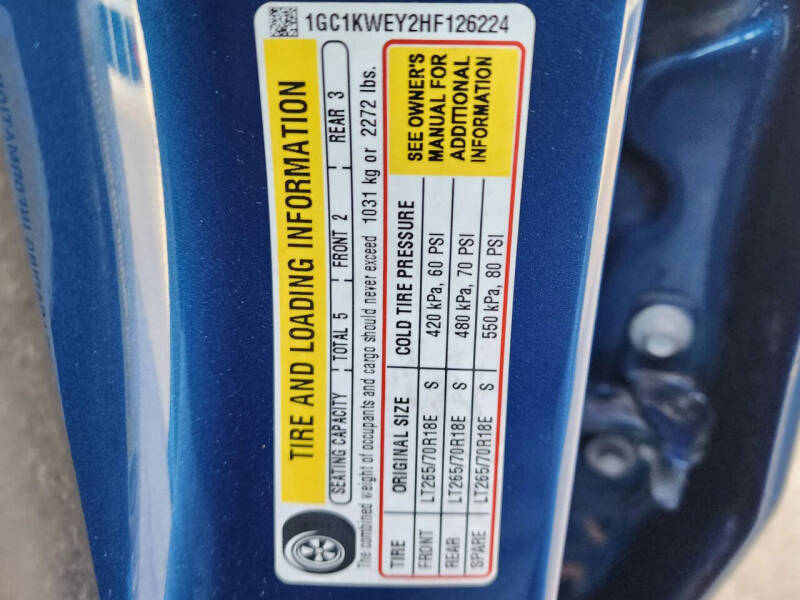 1GC1KWEY2HF126224
TIRE AND LOADING INFORMATION
SEATING CAPACITY TOTAL 5 FRONT 2 REAR 3
The combined weight of occupants and cargo should never exceed 1031 kg or 2272 lbs.
TIRE ORIGINAL SIZE COLD TIRE PRESSURE
FRONT LT265/70R18E S 420 kPa, 60 PSI
REAR LT265/70R18E S 480 kPa, 70 PSI
SPARE LT265/70R18E S 550 kPa, 80 PSI
SEE OWNER'S
MANUAL FOR
ADDITIONAL
INFORMATION